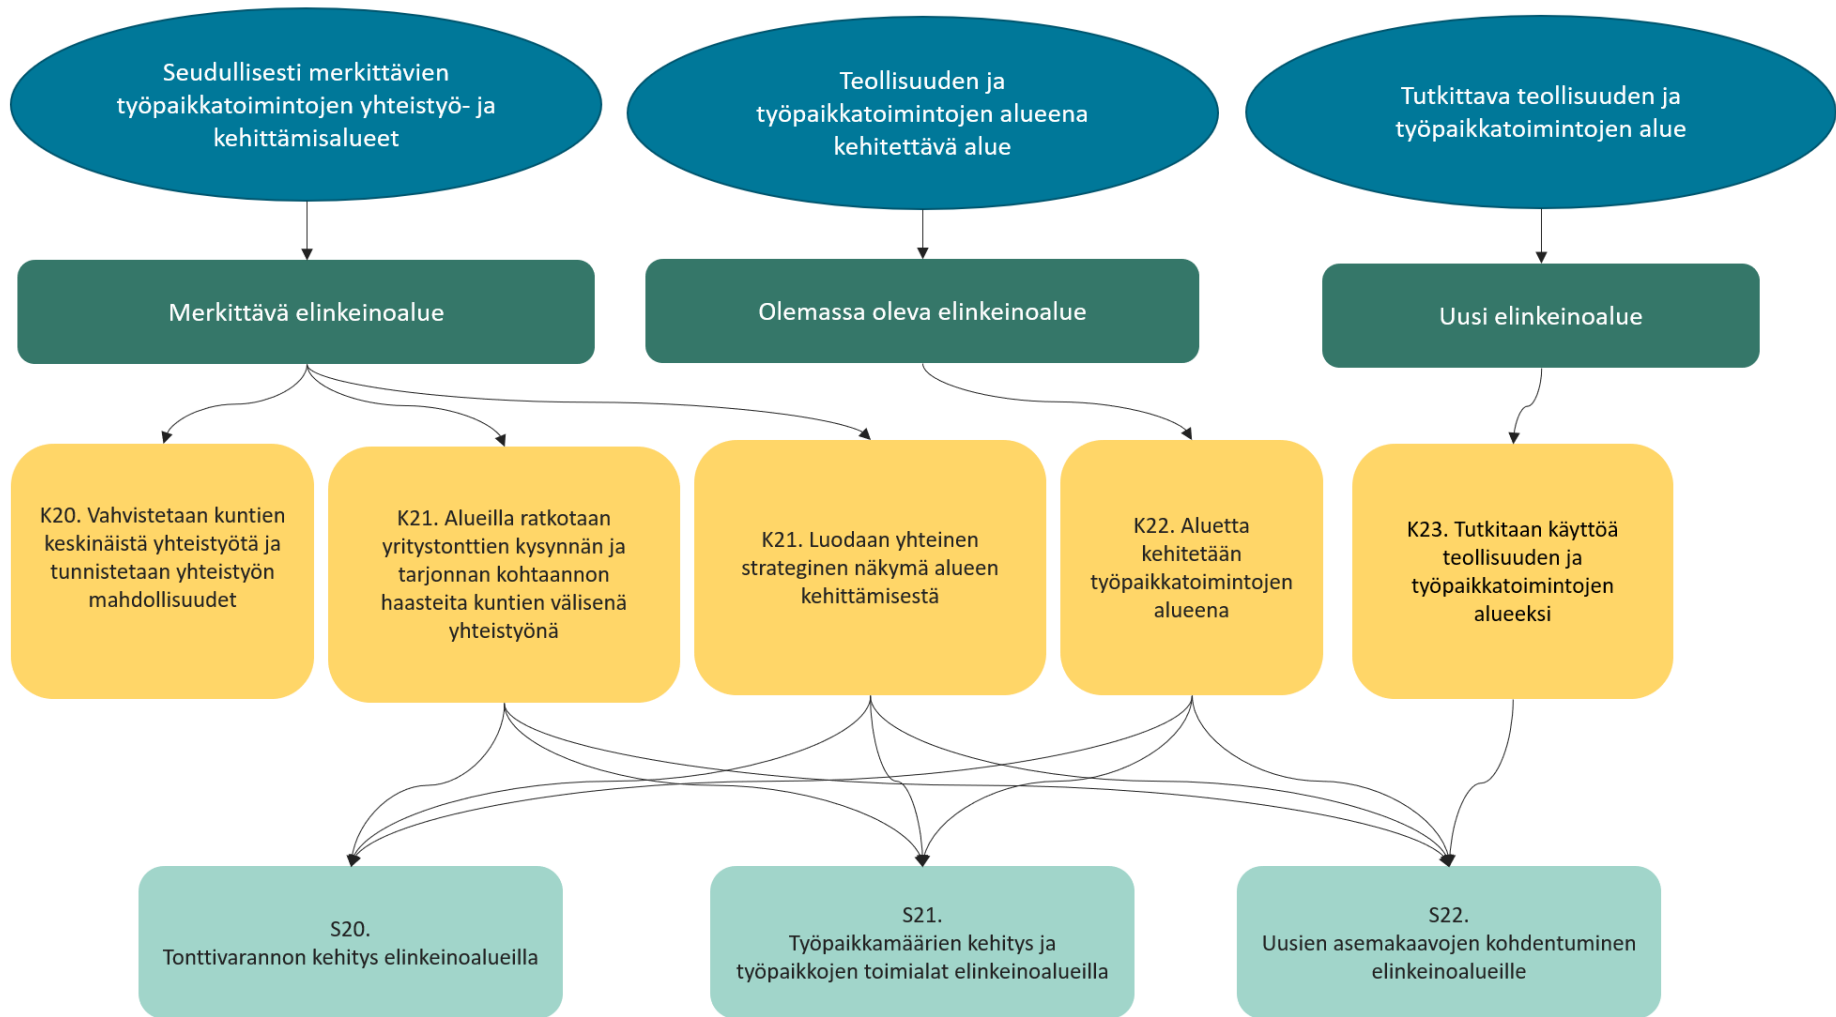 Seudullisesti merkittävien
työpaikkatoimintojen yhteistyö- ja
kehittämisalueet
Teollisuuden ja
työpaikkatoimintojen alueena
kehitettävä alue
Tutkittava teollisuuden ja
työpaikkatoimintojen alue
Merkittävä elinkeinoalue
Olemassa oleva elinkeinoalue
Uusi elinkeinoalue
K20. Vahvistetaan kuntien
keskinäistä yhteistyötä ja
tunnistetaan yhteistyön
mahdollisuudet
K21. Alueilla ratkotaan
yritystonttien kysynnän ja
tarjonnan kohtaannon
haasteita kuntien välisenä
yhteistyönä
K21. Luodaan yhteinen
strateginen näkymä alueen
kehittämisestä
K22. Aluetta
kehitetään
työpaikkatoimintojen
alueena
K23. Tutkitaan käyttöä
teollisuuden ja
työpaikkatoimintojen
alueeksi
S20.
Tonttivarannon kehitys elinkeinoalueilla
S21.
Työpaikkamäärien kehitys ja
työpaikkojen toimialat elinkeinoalueilla
S22.
Uusien asemakaavojen kohdentuminen
elinkeinoalueille